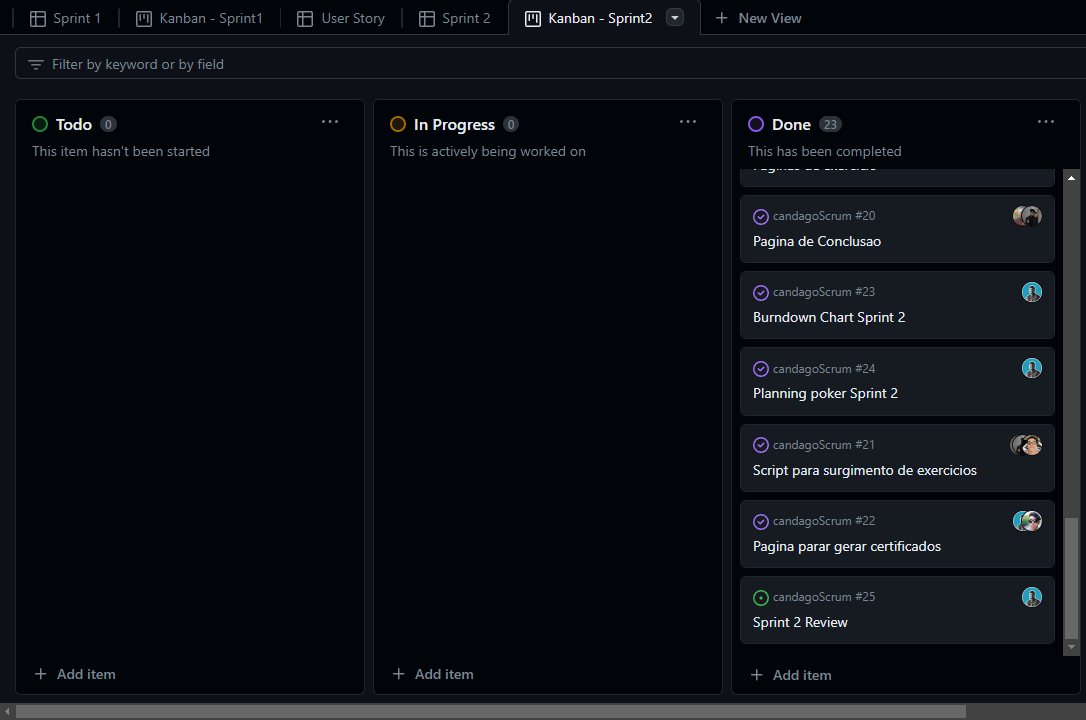 Sprint 1
Kanban - Sprint1
User Story
Sprint 2
Kanban - Sprint2
New View
Filter by keyword or by field
Todo 0
This item hasn't been started
Add item
In Progress 0
This is actively being worked on
Add item
Done 23
This has been completed
candagoScrum #20
Pagina de Conclusao
candagoScrum #23
Burndown Chart Sprint 2
candagoScrum #24
Planning poker Sprint 2
candagoScrum #21
Script para surgimento de exercicios
candagoScrum #22
Pagina parar gerar certificados
candagoScrum #25
Sprint 2 Review
Add item